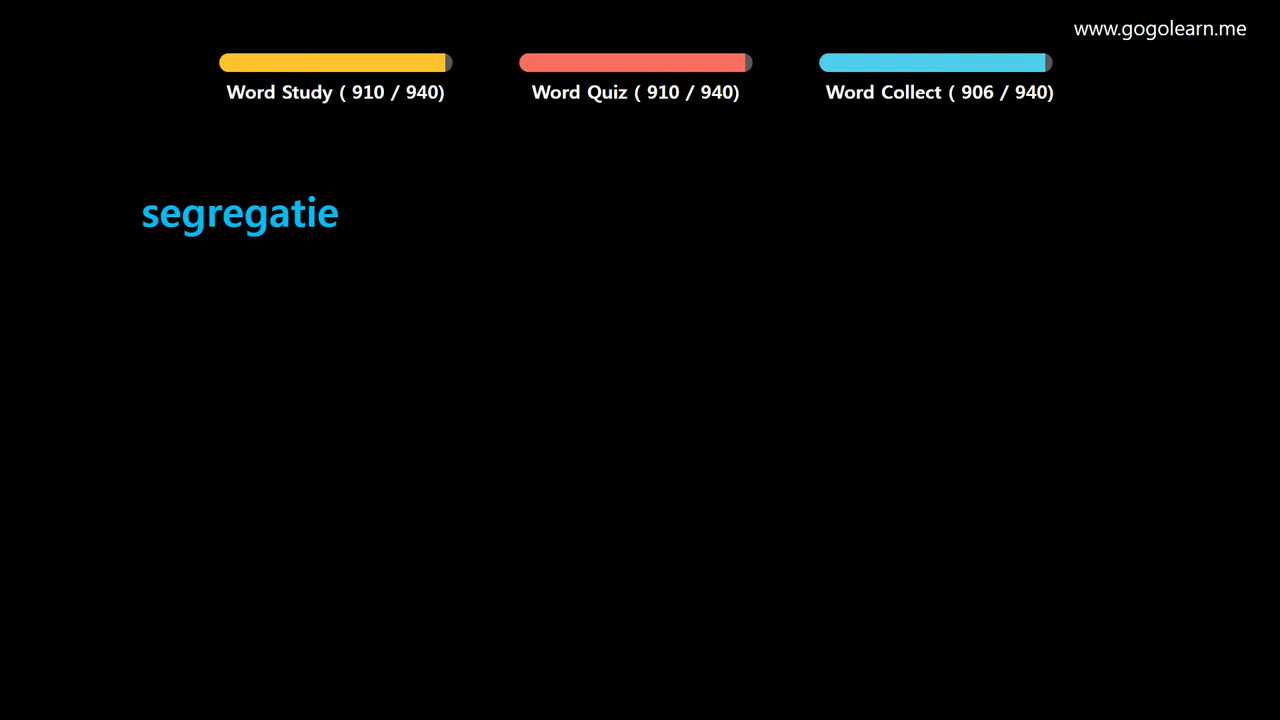 www.gogolearn.me
Word Study ( 910 / 940)
Word Quiz ( 910 / 940)
Word Collect ( 906 / 940)
segregatie